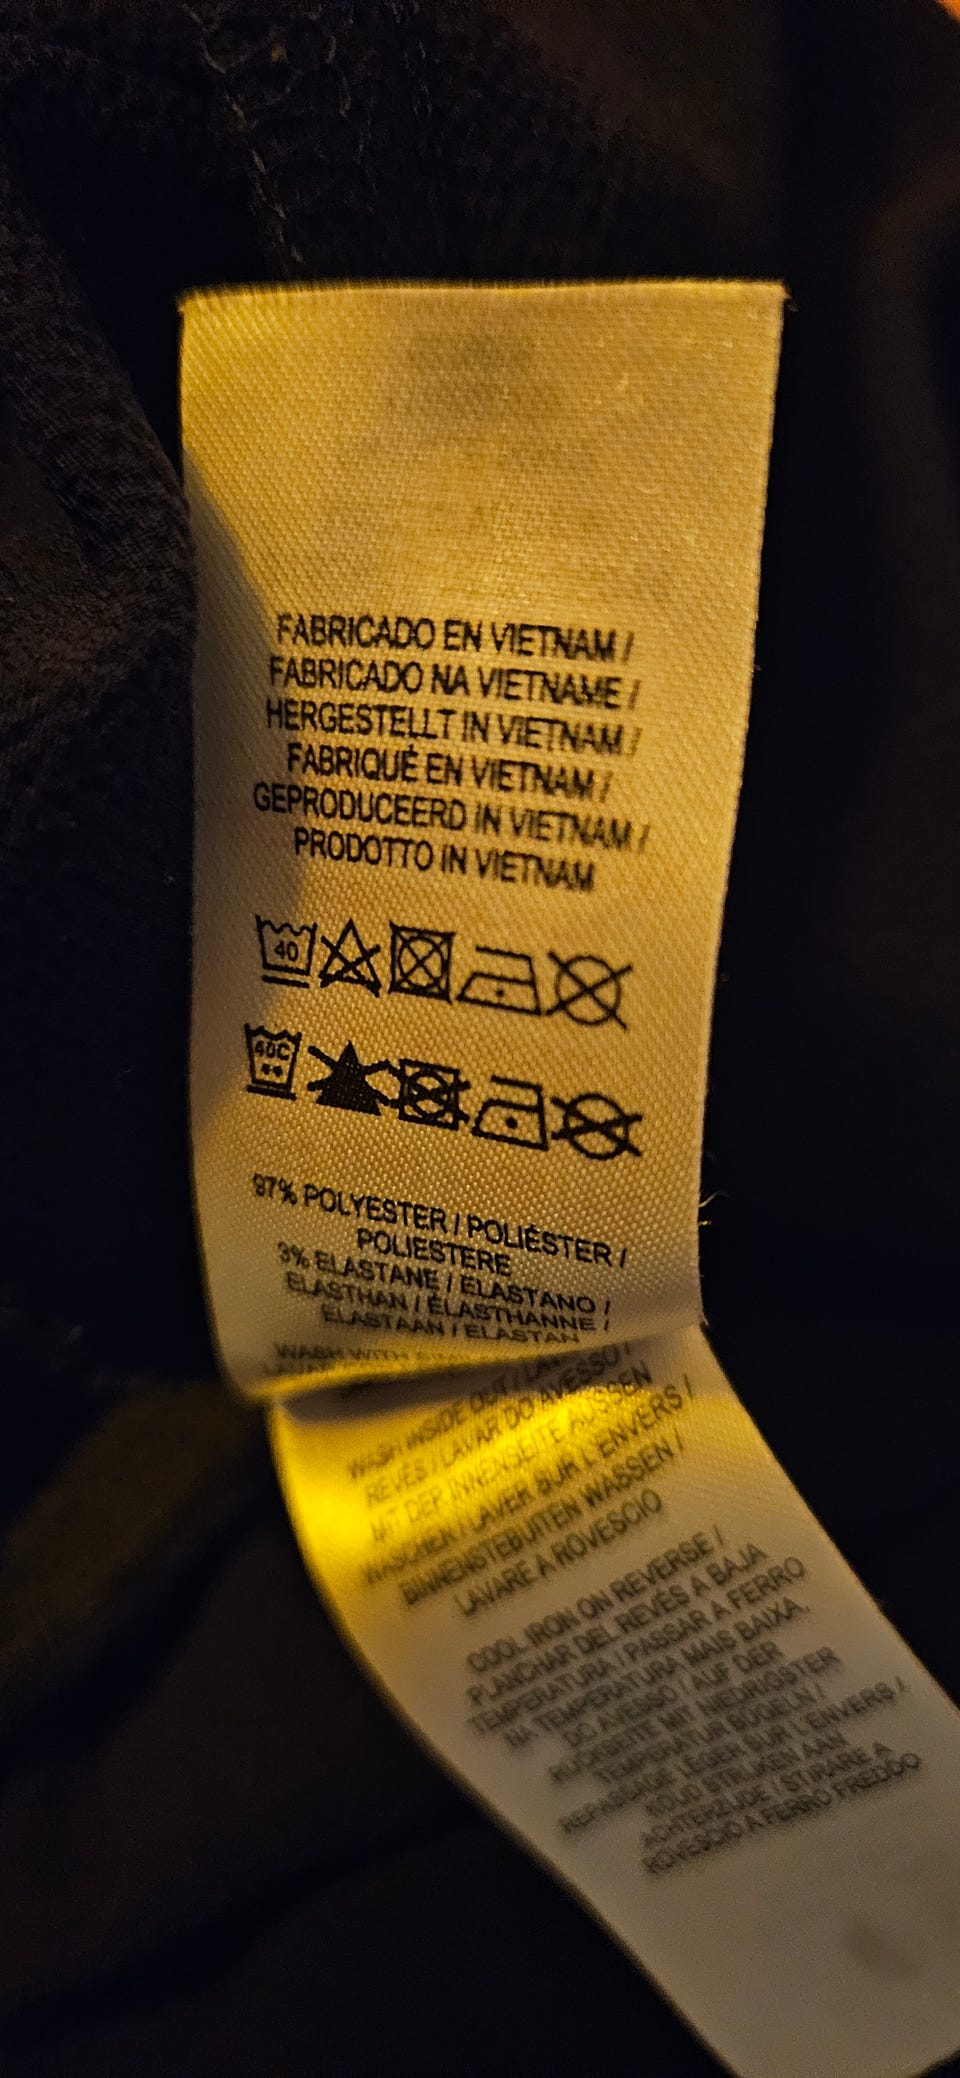 FABRICADO EN VIETNAM /
FABRICADO NA VIETNAME /
HERGESTELLT IN VIETNAM /
FABRIQUÉ EN VIETNAM /
GEPRODUCEERD IN VIETNAM /
PRODOTTO IN VIETNAM
40
40C
97% POLYESTER / POLIÉSTER /
POLIESTERE
3% ELASTANE / ELASTANO /
ELASTHAN / ÉLASTHANNE /
ELASTAAN / ELASTAN
WASH WITH
WASH INSIDE OUT /
REVÉS / LAVAR DO AVESSO /
MIT DER INNENSEITE AUSSEN
WASCHEN / LAVER SUR L'ENVERS /
BINNENSTEBUITEN WASSEN /
LAVARE A ROVESCIO
COOL IRON ON REVERSE /
PLANCHAR DEL REVÉS A BAJA
TEMPERATURA / PASSAR A FERRO
NA TEMPERATURA MAIS BAIXA,
DO AVESSO / AUF DER
RÜCKSEITE MIT NIEDRIGSTER
TEMPERATUR BÜGELN /
REPASSAGE LÉGER SUR L'ENVERS /
KOUD STRIJKEN AAN
ACHTERZIJDE / STIRARE A
ROVESCIO A FERRO FREDDO